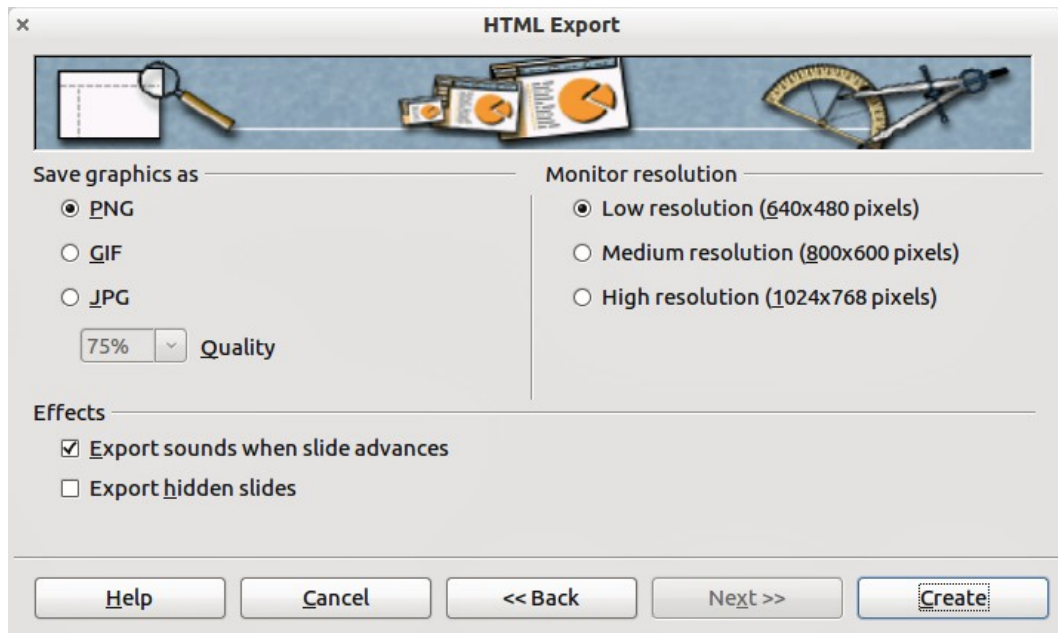 HTML Export
Save graphics as
PNG
GIF
JPG
75% Quality
Monitor resolution
Low resolution (640x480 pixels)
Medium resolution (800x600 pixels)
High resolution (1024x768 pixels)
Effects
Export sounds when slide advances
Export hidden slides
Help Cancel << Back Next >> Create